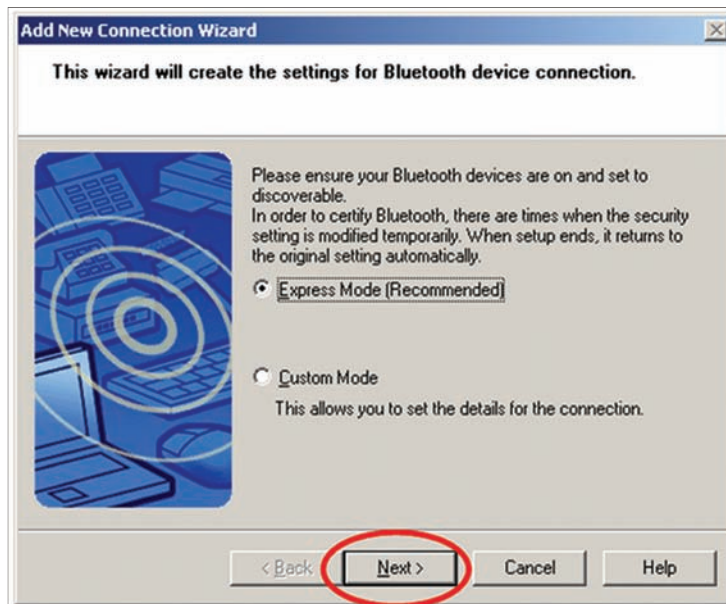 Add New Connection Wizard
This wizard will create the settings for Bluetooth device connection.
Please ensure your Bluetooth devices are on and set to
discoverable.
In order to certify Bluetooth, there are times when the security
setting is modified temporarily. When setup ends, it returns to
the original setting automatically.
Express Mode (Recommended)
Custom Mode
This allows you to set the details for the connection.
< Back Next > Cancel Help